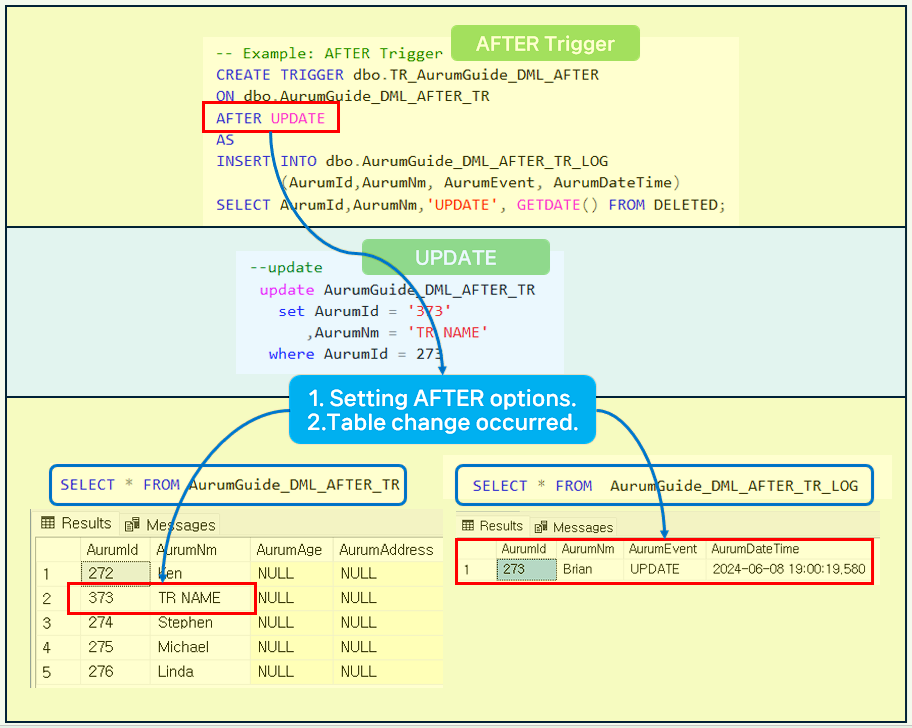 AFTER Trigger
-- Example: AFTER Trigger
CREATE TRIGGER dbo.TR_AurumGuide_DML_AFTER
ON dbo.AurumGuide_DML_AFTER_TR
AFTER UPDATE
AS
INSERT INTO dbo.AurumGuide_DML_AFTER_TR_LOG
(AurumId,AurumNm, AurumEvent, AurumDateTime)
SELECT AurumId,AurumNm,'UPDATE', GETDATE() FROM DELETED;
UPDATE
--update
update AurumGuide_DML_AFTER_TR
set AurumId = '373'
,AurumNm = 'TR NAME'
where AurumId = 273
1. Setting AFTER options.
2.Table change occurred.
SELECT * FROM AurumGuide_DML_AFTER_TR
Results Messages
AurumId AurumNm AurumAge AurumAddress
1 272 Ken NULL NULL
2 373 TR NAME NULL NULL
3 274 Stephen NULL NULL
4 275 Michael NULL NULL
5 276 Linda NULL NULL
SELECT * FROM AurumGuide_DML_AFTER_TR_LOG
Results Messages
AurumId AurumNm AurumEvent AurumDateTime
1 273 Brian UPDATE 2024-06-08 19:00:19,580